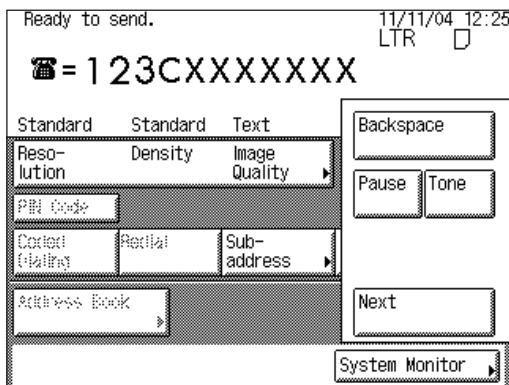 Ready to send.
11/11/04 12:25
LTR
=123CXXXXXXX
Standard Standard Text
Reso-
lution
Density
Image
Quality
Backspace
Pause
Tone
PIN Code
Coded
Dialing
Redial
Sub-
address
Address Book
Next
System Monitor